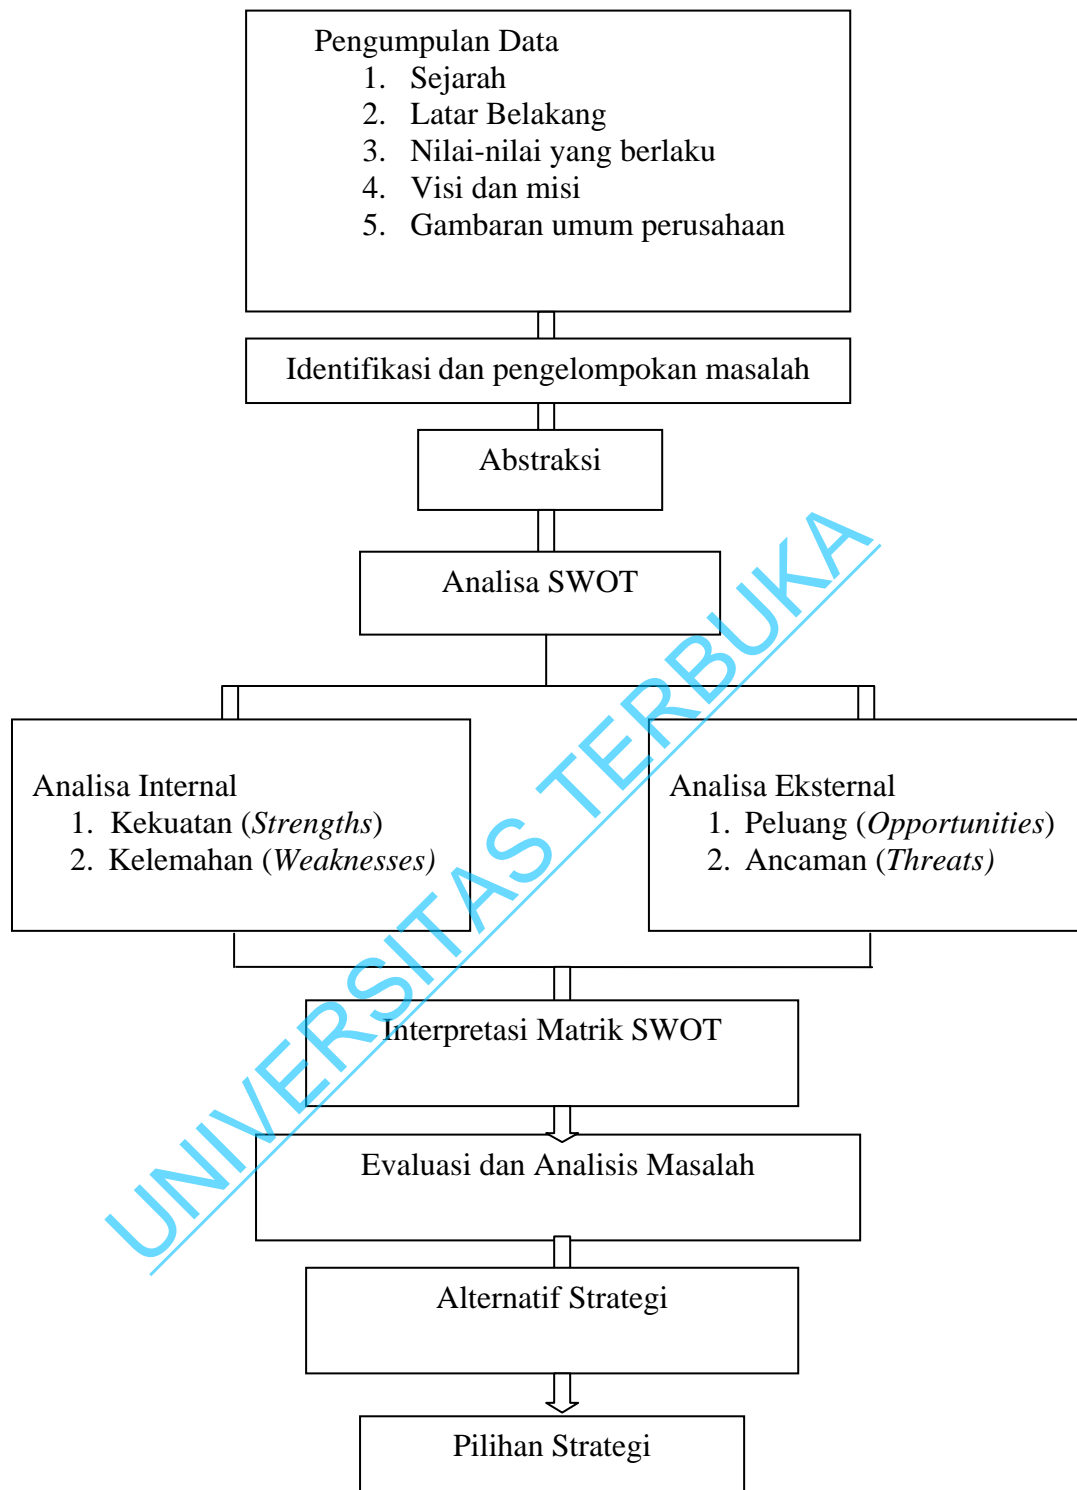 Pengumpulan Data
1. Sejarah
2. Latar Belakang
3. Nilai-nilai yang berlaku
4. Visi dan misi
5. Gambaran umum perusahaan
Identifikasi dan pengelompokan masalah
Abstraksi
Analisa SWOT
Analisa Internal
1. Kekuatan (Strengths)
2. Kelemahan (Weaknesses)
Analisa Eksternal
1. Peluang (Opportunities)
2. Ancaman (Threats)
Interpretasi Matrik SWOT
Evaluasi dan Analisis Masalah
Alternatif Strategi
Pilihan Strategi
UNIVERSITAS TERBUKA